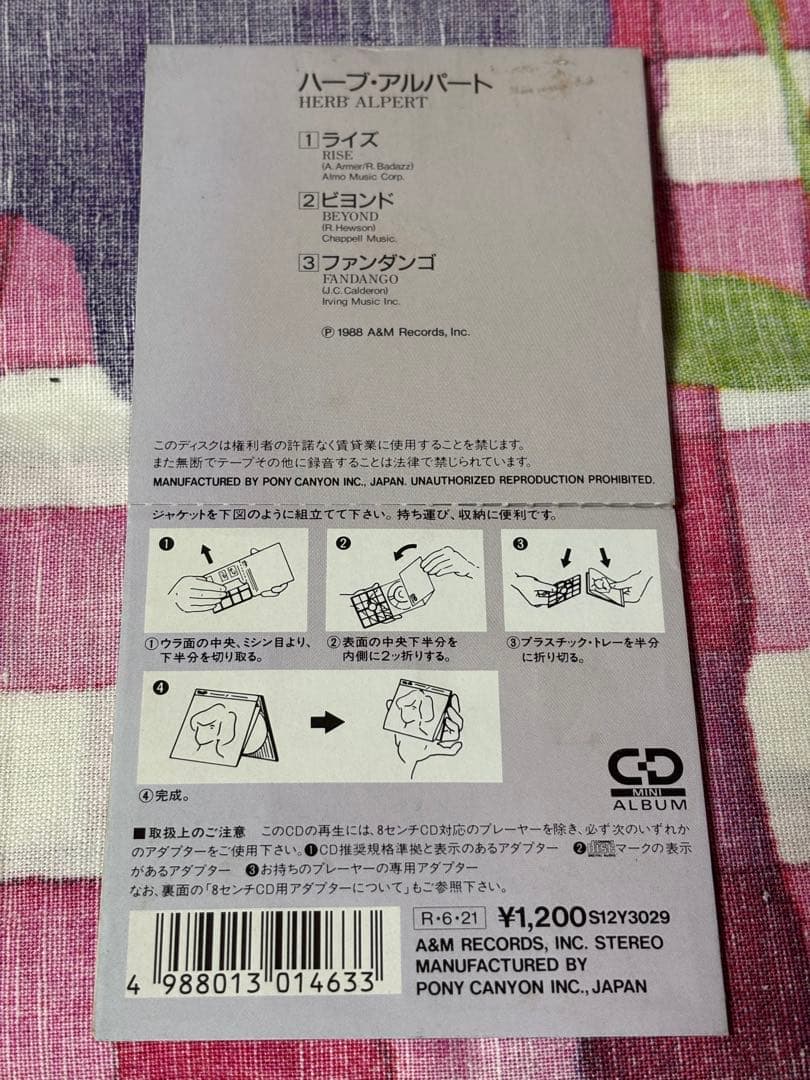 ハーブ・アルパート
HERB ALPERT
1 ライズ
RISE
(A. Armer/R. Badazz)
Almo Music Corp.
2 ビヨンド
BEYOND
(R. Hewson)
Chappell Music.
3 ファンダンゴ
FANDANGO
(J.C. Calderon)
Irving Music Inc.
Ⓟ 1988 A&M Records, Inc.
このディスクは権利者の許諾なく賃貸業に使用することを禁じます。
また無断でテープその他に録音することは法律で禁じられています。
MANUFACTURED BY PONY CANYON INC., JAPAN. UNAUTHORIZED REPRODUCTION PROHIBITED.
ジャケットを下図のように組立てて下さい。持ち運び、収納に便利です。
❶
❷
❸
①ウラ面の中央、ミシン目より、
下半分を切り取る。
②表面の中央下半分を
内側に2ッ折りする。
③プラスチック・トレーを半分
に折り切る。
❹
④完成。
CD
MINI
ALBUM
■取扱上のご注意 このCDの再生には、8センチCD対応のプレーヤーを除き、必ず次のいずれか
のアダプターをご使用下さい。❶CD推奨規格準拠と表示のあるアダプター ❷disc DIGITAL AUDIO マークの表示
があるアダプター ❸お持ちのプレーヤーの専用アダプター
なお、裏面の「8センチCD用アダプターについて」もご参照下さい。
R・6・21 ¥1,200 S12Y3029
A&M RECORDS, INC. STEREO
MANUFACTURED BY
PONY CANYON INC., JAPAN
4 988013 014633